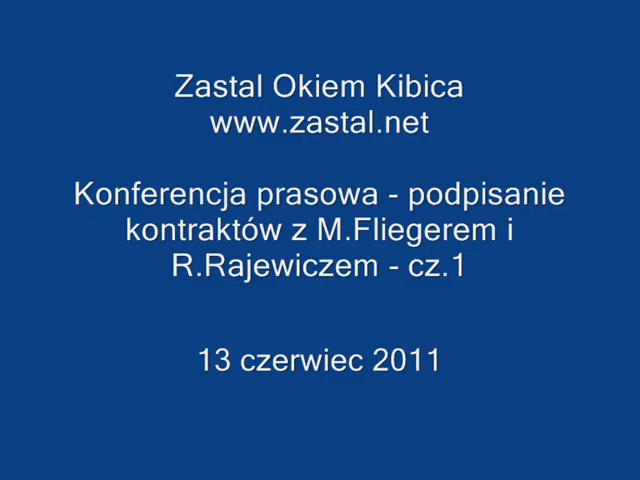 Zastal Okiem Kibica
www.zastal.net
Konferencja prasowa - podpisanie
kontraktów z M.Fliegerem i
R.Rajewiczem - cz.1
13 czerwiec 2011